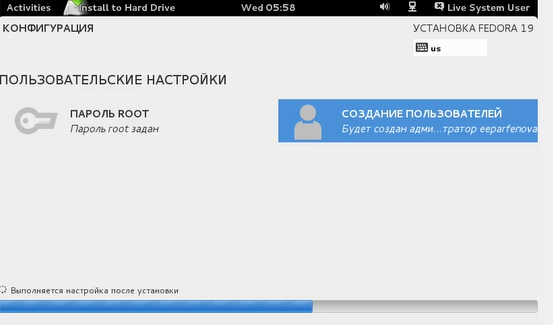 Activities
Install to Hard Drive
Wed 05:58
Live System User
КОНФИГУРАЦИЯ
УСТАНОВКА FEDORA 19
us
ПОЛЬЗОВАТЕЛЬСКИЕ НАСТРОЙКИ
ПАРОЛЬ ROOT
Пароль root задан
СОЗДАНИЕ ПОЛЬЗОВАТЕЛЕЙ
Будет создан адми...тратор eeparfenova
Выполняется настройка после установки